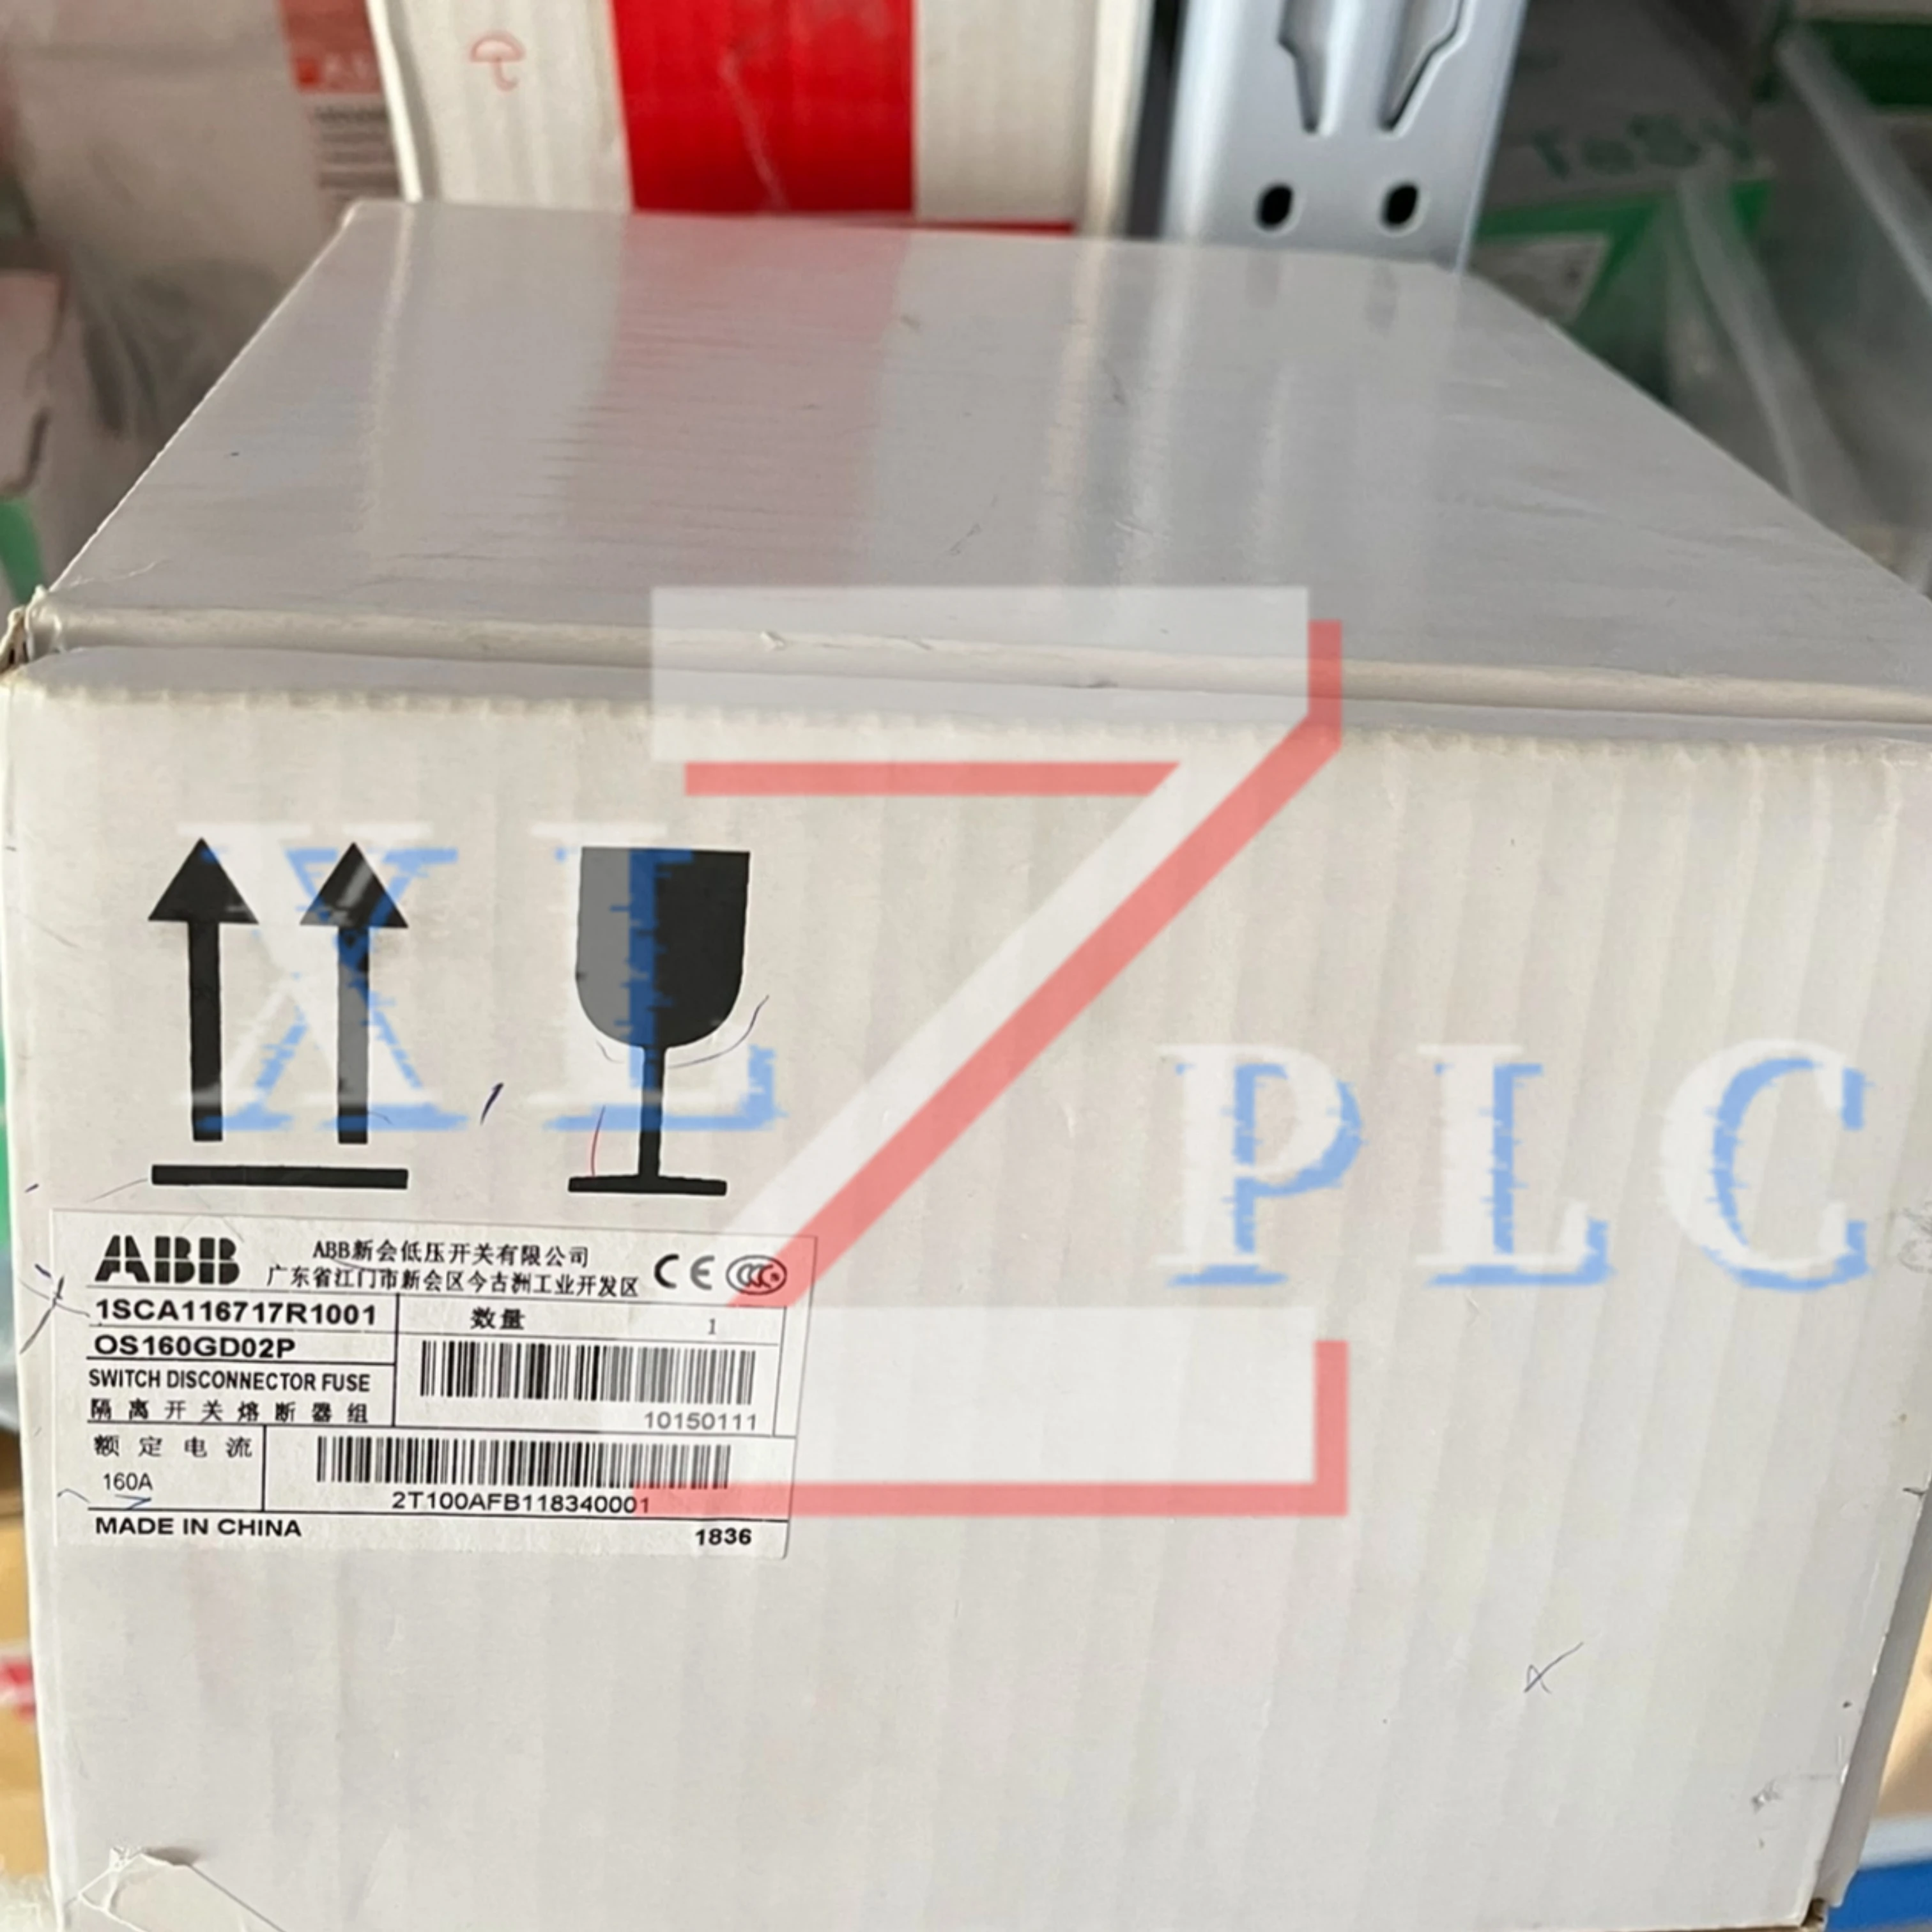 XLZ PLC
ABB
ABB新会低压开关有限公司
广东省江门市新会区今古洲工业开发区
CE CCC
1SCA116717R1001
数量 1
OS160GD02P
SWITCH DISCONNECTOR FUSE
隔离开关熔断器组
10150111
额定电流
160A
2T100AFB118340001
MADE IN CHINA
1836